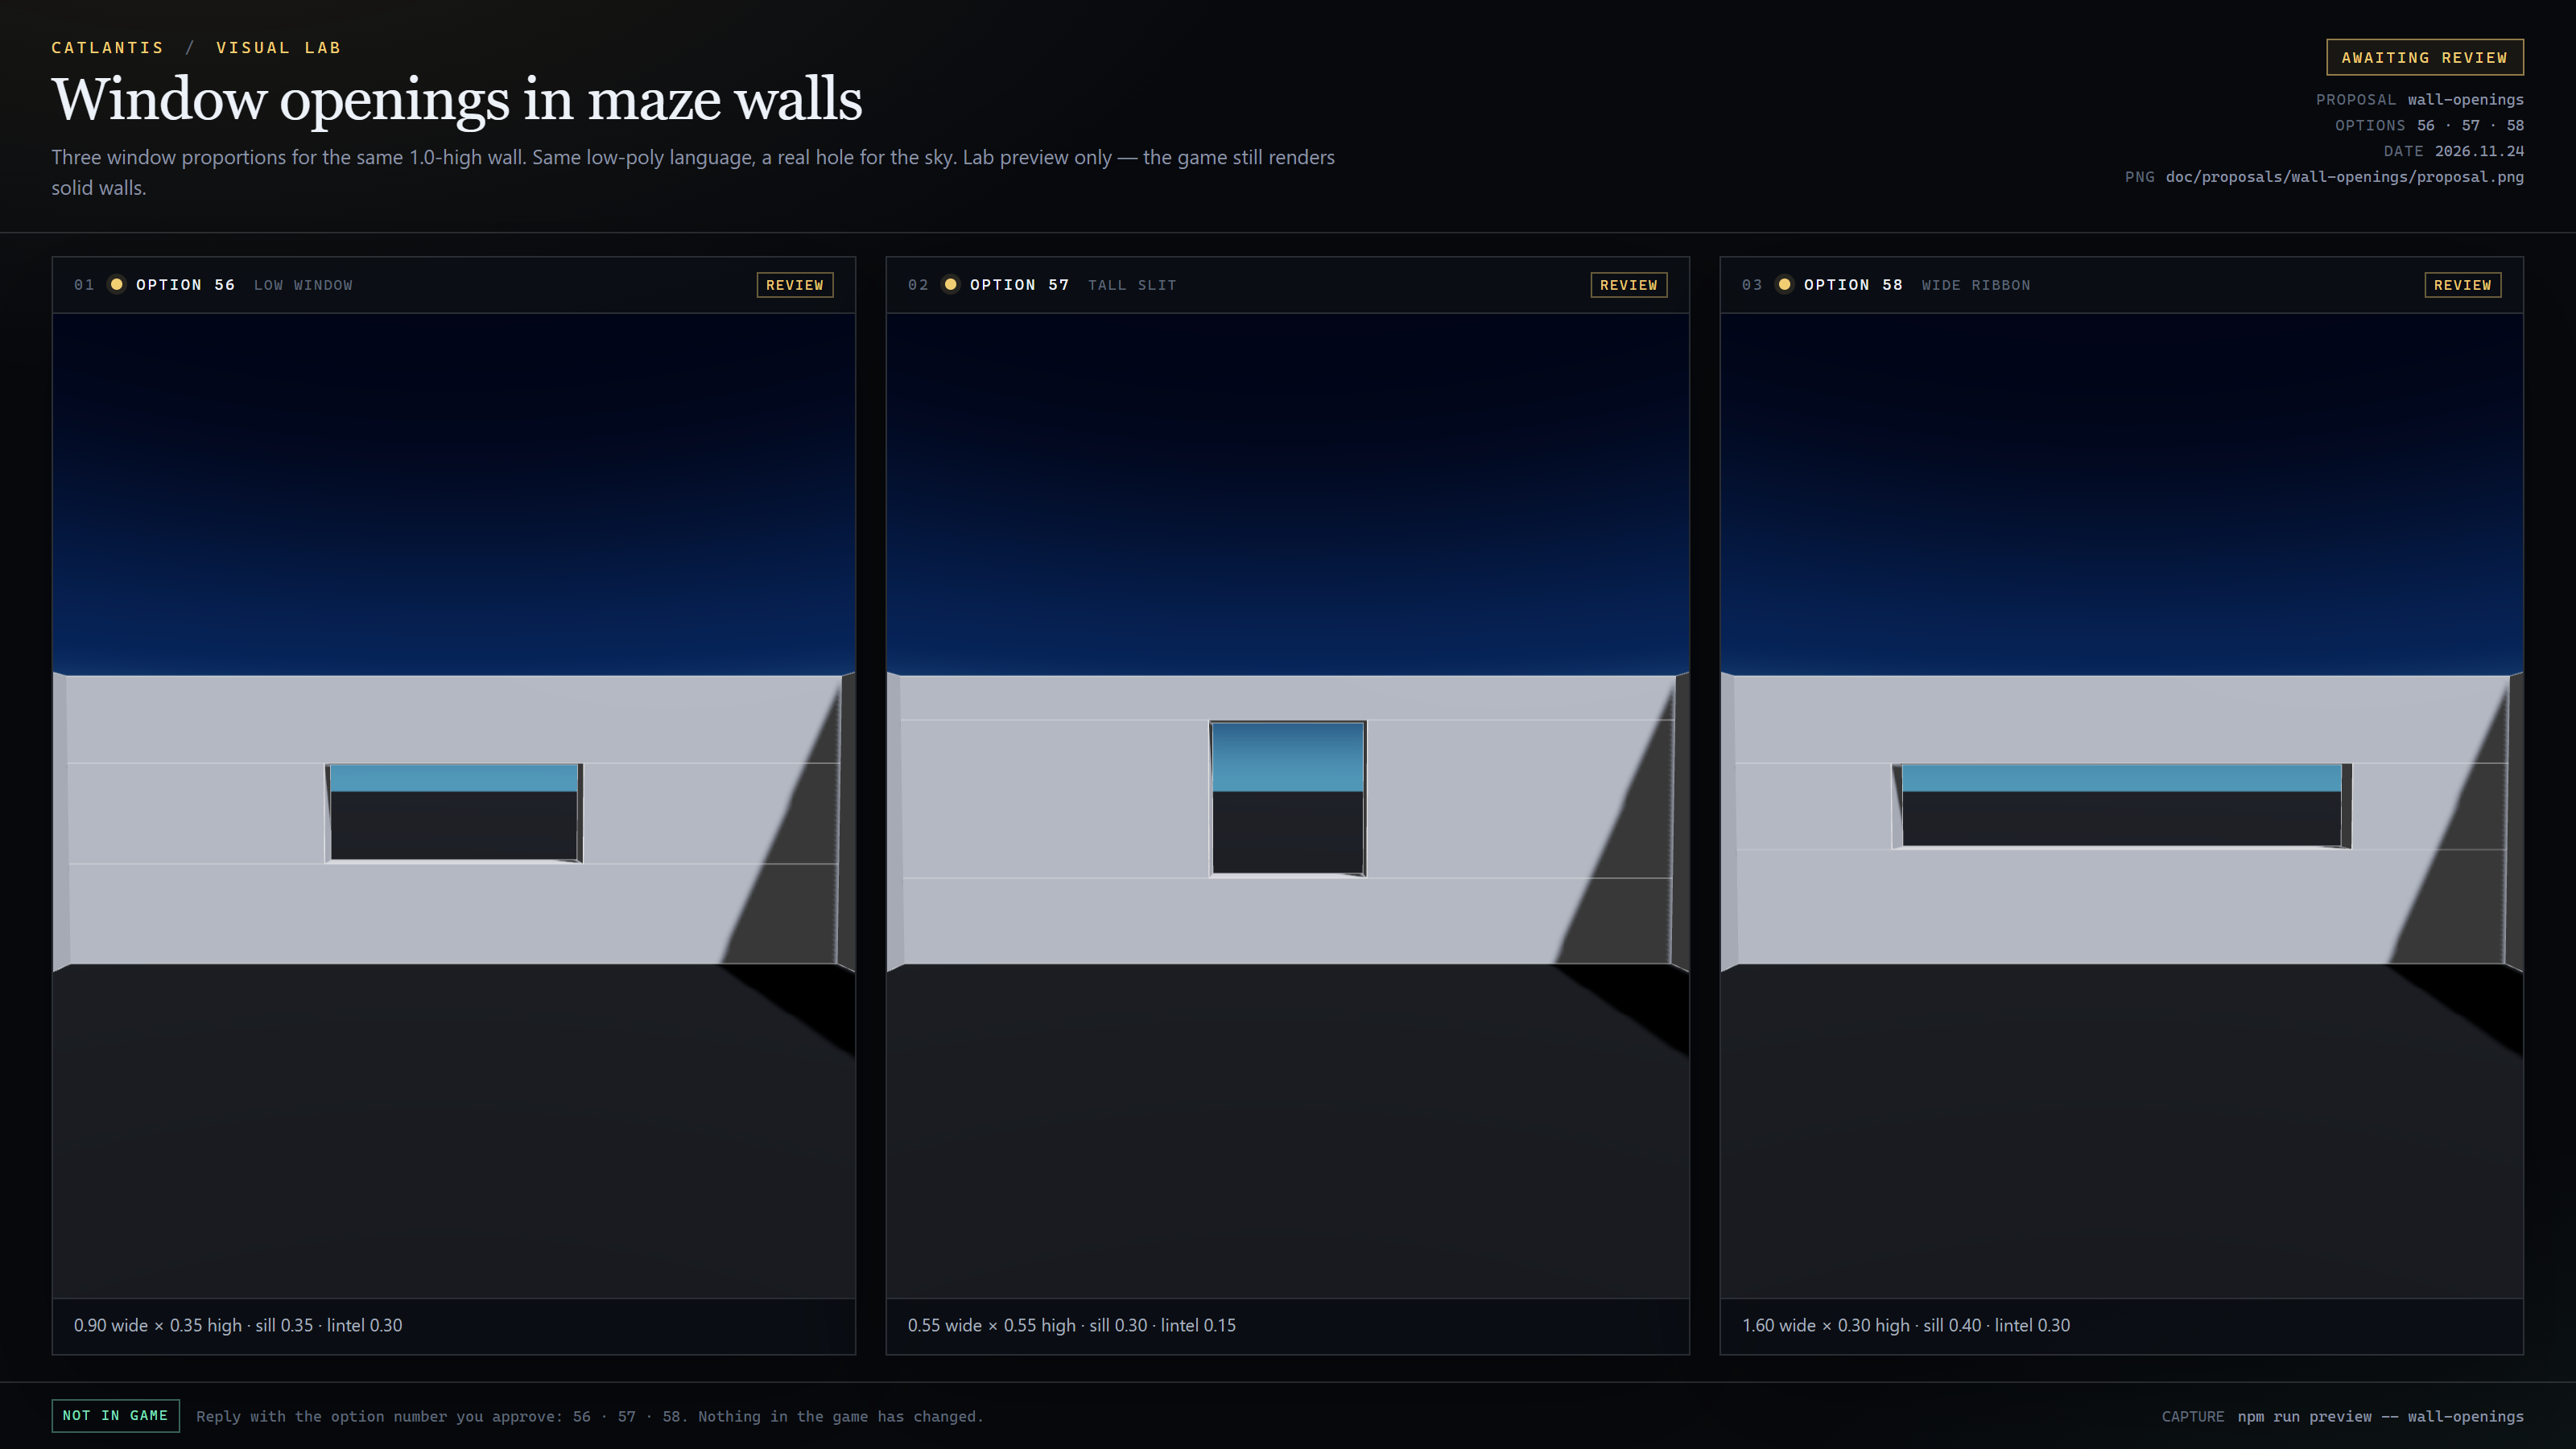 CATLANTIS / VISUAL LAB
Window openings in maze walls
Three window proportions for the same 1.0-high wall. Same low-poly language, a real hole for the sky. Lab preview only — the game still renders
solid walls.
AWAITING REVIEW
PROPOSAL wall-openings
OPTIONS 56 · 57 · 58
DATE 2026.11.24
PNG doc/proposals/wall-openings/proposal.png
01 OPTION 56 LOW WINDOW REVIEW
02 OPTION 57 TALL SLIT REVIEW
03 OPTION 58 WIDE RIBBON REVIEW
0.90 wide × 0.35 high · sill 0.35 · lintel 0.30
0.55 wide × 0.55 high · sill 0.30 · lintel 0.15
1.60 wide × 0.30 high · sill 0.40 · lintel 0.30
NOT IN GAME Reply with the option number you approve: 56 · 57 · 58. Nothing in the game has changed.
CAPTURE npm run preview -- wall-openings